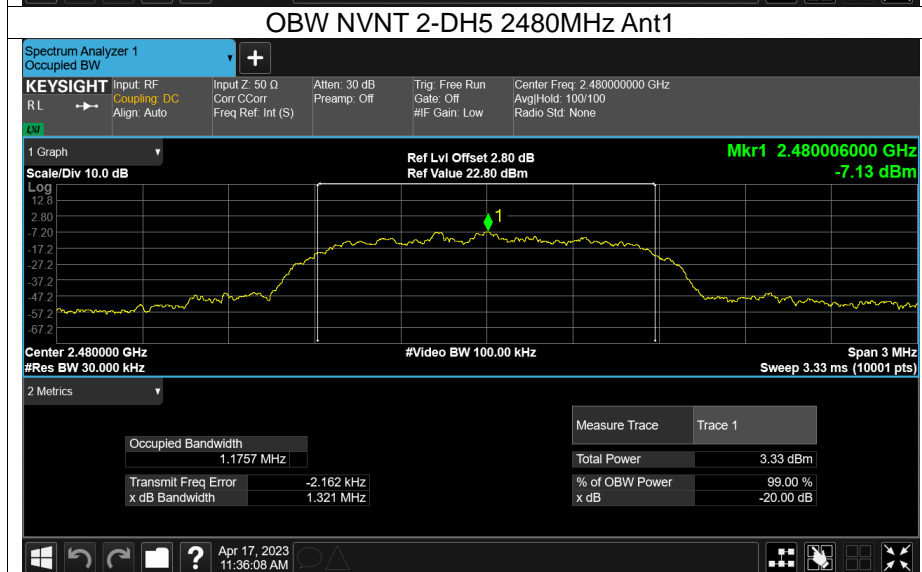 OBW NVNT 2-DH5 2480MHz Ant1
Spectrum Analyzer 1
Occupied BW
KEYSIGHT Input: RF Input Z: 50 Ω Atten: 30 dB Trig: Free Run Center Freq: 2.480000000 GHz
RL Coupling: DC Corr CCorr Preamp: Off Gate: Off Avg|Hold: 100/100
Align: Auto Freq Ref: Int (S) #IF Gain: Low Radio Std: None
LXI
1 Graph Ref Lvl Offset 2.80 dB Mkr1 2.480006000 GHz
Scale/Div 10.0 dB Ref Value 22.80 dBm -7.13 dBm
Log
12.8
2.80
1
-7.20
-17.2
-27.2
-37.2
-47.2
-57.2
-67.2
Center 2.480000 GHz #Video BW 100.00 kHz Span 3 MHz
#Res BW 30.000 kHz Sweep 3.33 ms (10001 pts)
2 Metrics
Measure Trace Trace 1
Occupied Bandwidth
1.1757 MHz Total Power 3.33 dBm
Transmit Freq Error -2.162 kHz % of OBW Power 99.00 %
x dB Bandwidth 1.321 MHz x dB -20.00 dB
? Apr 17, 2023
11:36:08 AM